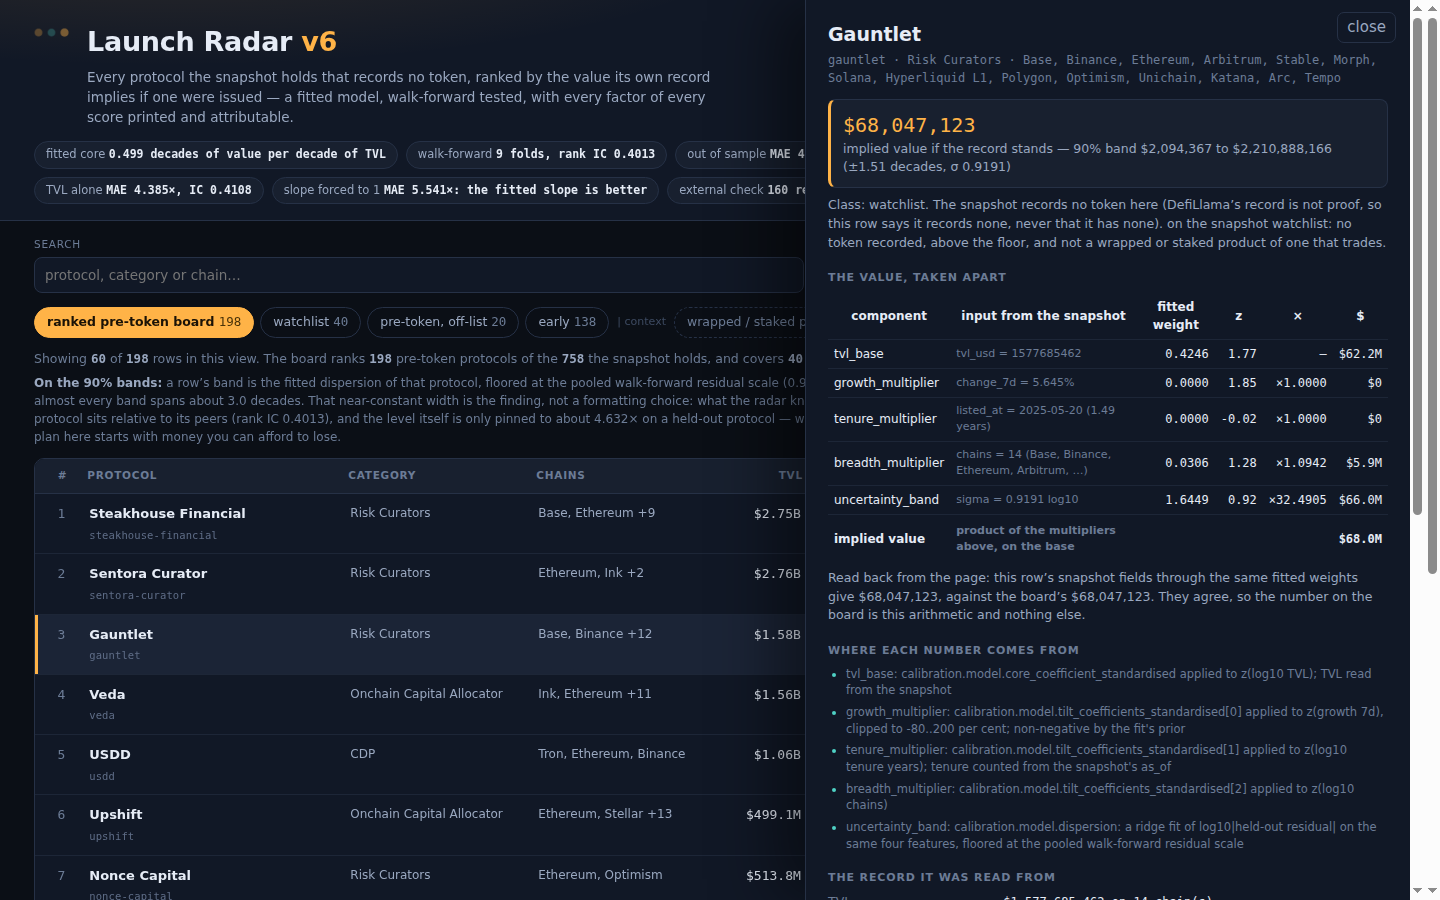 Launch Radar v6
Every protocol the snapshot holds that records no token, ranked by the value its own record
implies if one were issued — a fitted model, walk-forward tested, with every factor of every
score printed and attributable.
fitted core 0.499 decades of value per decade of TVL
walk-forward 9 folds, rank IC 0.4013
out of sample MAE 4
TVL alone MAE 4.385×, IC 0.4108
slope forced to 1 MAE 5.541×: the fitted slope is better
external check 160 re
SEARCH
protocol, category or chain…
ranked pre-token board 198
watchlist 40
pre-token, off-list 20
early 138
| context
wrapped / staked p
Showing 60 of 198 rows in this view. The board ranks 198 pre-token protocols of the 758 the snapshot holds, and covers 40
On the 90% bands: a row’s band is the fitted dispersion of that protocol, floored at the pooled walk-forward residual scale (0.9
almost every band spans about 3.0 decades. That near-constant width is the finding, not a formatting choice: what the radar kn
protocol sits relative to its peers (rank IC 0.4013), and the level itself is only pinned to about 4.632× on a held-out protocol — w
plan here starts with money you can afford to lose.
# PROTOCOL CATEGORY CHAINS TVL
1 Steakhouse Financial Risk Curators Base, Ethereum +9 $2.75B
steakhouse-financial
2 Sentora Curator Risk Curators Ethereum, Ink +2 $2.76B
sentora-curator
3 Gauntlet Risk Curators Base, Binance +12 $1.58B
gauntlet
4 Veda Onchain Capital Allocator Ink, Ethereum +11 $1.56B
veda
5 USDD CDP Tron, Ethereum, Binance $1.06B
usdd
6 Upshift Onchain Capital Allocator Ethereum, Stellar +13 $499.1M
upshift
7 Nonce Capital Risk Curators Ethereum, Optimism $513.8M
nonce-capital
Gauntlet
close
gauntlet · Risk Curators · Base, Binance, Ethereum, Arbitrum, Stable, Morph,
Solana, Hyperliquid L1, Polygon, Optimism, Unichain, Katana, Arc, Tempo
$68,047,123
implied value if the record stands — 90% band $2,094,367 to $2,210,888,166
(±1.51 decades, σ 0.9191)
Class: watchlist. The snapshot records no token here (DefiLlama’s record is not proof, so
this row says it records none, never that it has none). on the snapshot watchlist: no
token recorded, above the floor, and not a wrapped or staked product of one that trades.
THE VALUE, TAKEN APART
component input from the snapshot fitted weight z × $
tvl_base tvl_usd = 1577685462 0.4246 1.77 — $62.2M
growth_multiplier change_7d = 5.645% 0.0000 1.85 ×1.0000 $0
tenure_multiplier listed_at = 2025-05-20 (1.49 years) 0.0000 -0.02 ×1.0000 $0
breadth_multiplier chains = 14 (Base, Binance, Ethereum, Arbitrum, …) 0.0306 1.28 ×1.0942 $5.9M
uncertainty_band sigma = 0.9191 log10 1.6449 0.92 ×32.4905 $66.0M
implied value product of the multipliers above, on the base $68.0M
Read back from the page: this row’s snapshot fields through the same fitted weights
give $68,047,123, against the board’s $68,047,123. They agree, so the number on the
board is this arithmetic and nothing else.
WHERE EACH NUMBER COMES FROM
• tvl_base: calibration.model.core_coefficient_standardised applied to z(log10 TVL); TVL read
from the snapshot
• growth_multiplier: calibration.model.tilt_coefficients_standardised[0] applied to z(growth 7d),
clipped to -80..200 per cent; non-negative by the fit's prior
• tenure_multiplier: calibration.model.tilt_coefficients_standardised[1] applied to z(log10
tenure years); tenure counted from the snapshot's as_of
• breadth_multiplier: calibration.model.tilt_coefficients_standardised[2] applied to z(log10
chains)
• uncertainty_band: calibration.model.dispersion: a ridge fit of log10|held-out residual| on the
same four features, floored at the pooled walk-forward residual scale
THE RECORD IT WAS READ FROM
TVL $1,577,685,462 on 14 chain(s)